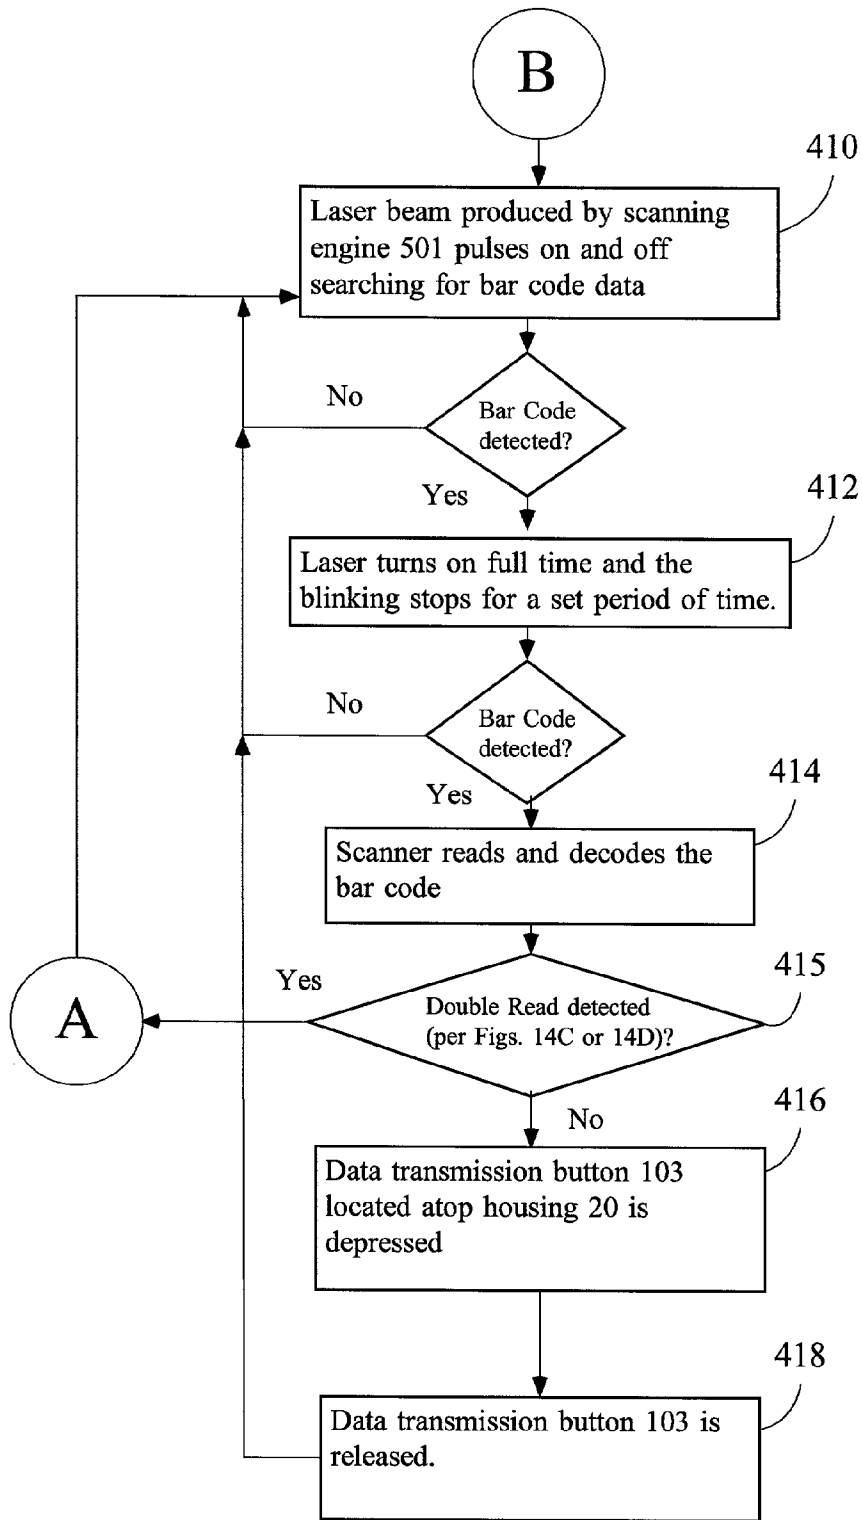 B
410
Laser beam produced by scanning
engine 501 pulses on and off
searching for bar code data
No
Bar Code
detected?
Yes
412
Laser turns on full time and the
blinking stops for a set period of time.
No
Bar Code
detected?
Yes
414
Scanner reads and decodes the
bar code
415
Yes
Double Read detected
(per Figs. 14C or 14D)?
A
No
416
Data transmission button 103
located atop housing 20 is
depressed
418
Data transmission button 103 is
released.